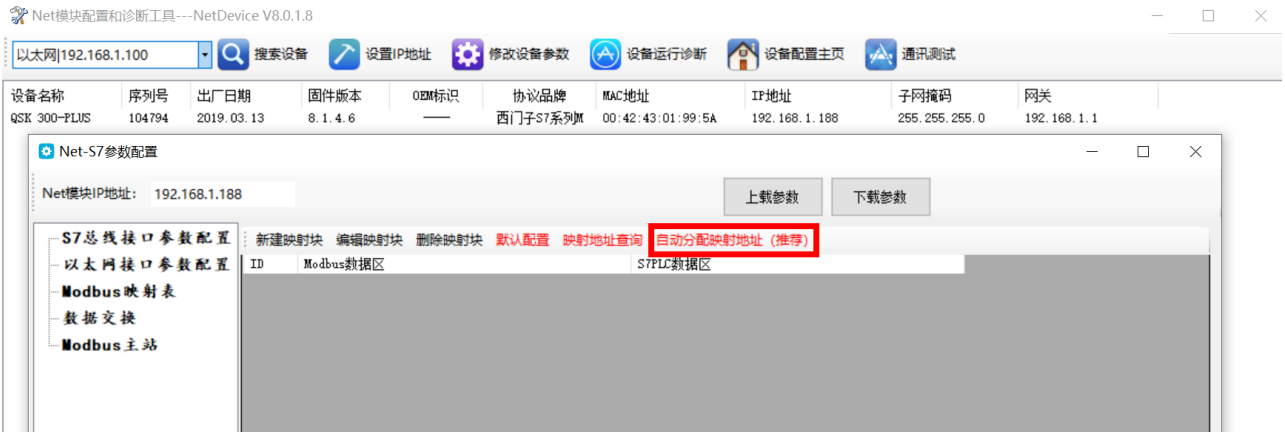 Net模块配置和诊断工具---NetDevice V8.0.1.8
以太网|192.168.1.100 搜索设备 设置IP地址 修改设备参数 设备运行诊断 设备配置主页 通讯测试
设备名称 序列号 出厂日期 固件版本 OEM标识 协议品牌 MAC地址 IP地址 子网掩码 网关
QSK 300-PLUS 104794 2019.03.13 8.1.4.6 —— 西门子S7系列M 00:42:43:01:99:5A 192.168.1.188 255.255.255.0 192.168.1.1
Net-S7参数配置
Net模块IP地址: 192.168.1.188 上载参数 下载参数
S7总线接口参数配置 新建映射块 编辑映射块 删除映射块 默认配置 映射地址查询 自动分配映射地址（推荐）
以太网接口参数配置 ID Modbus数据区 S7PLC数据区
Modbus映射表
数据交换
Modbus主站